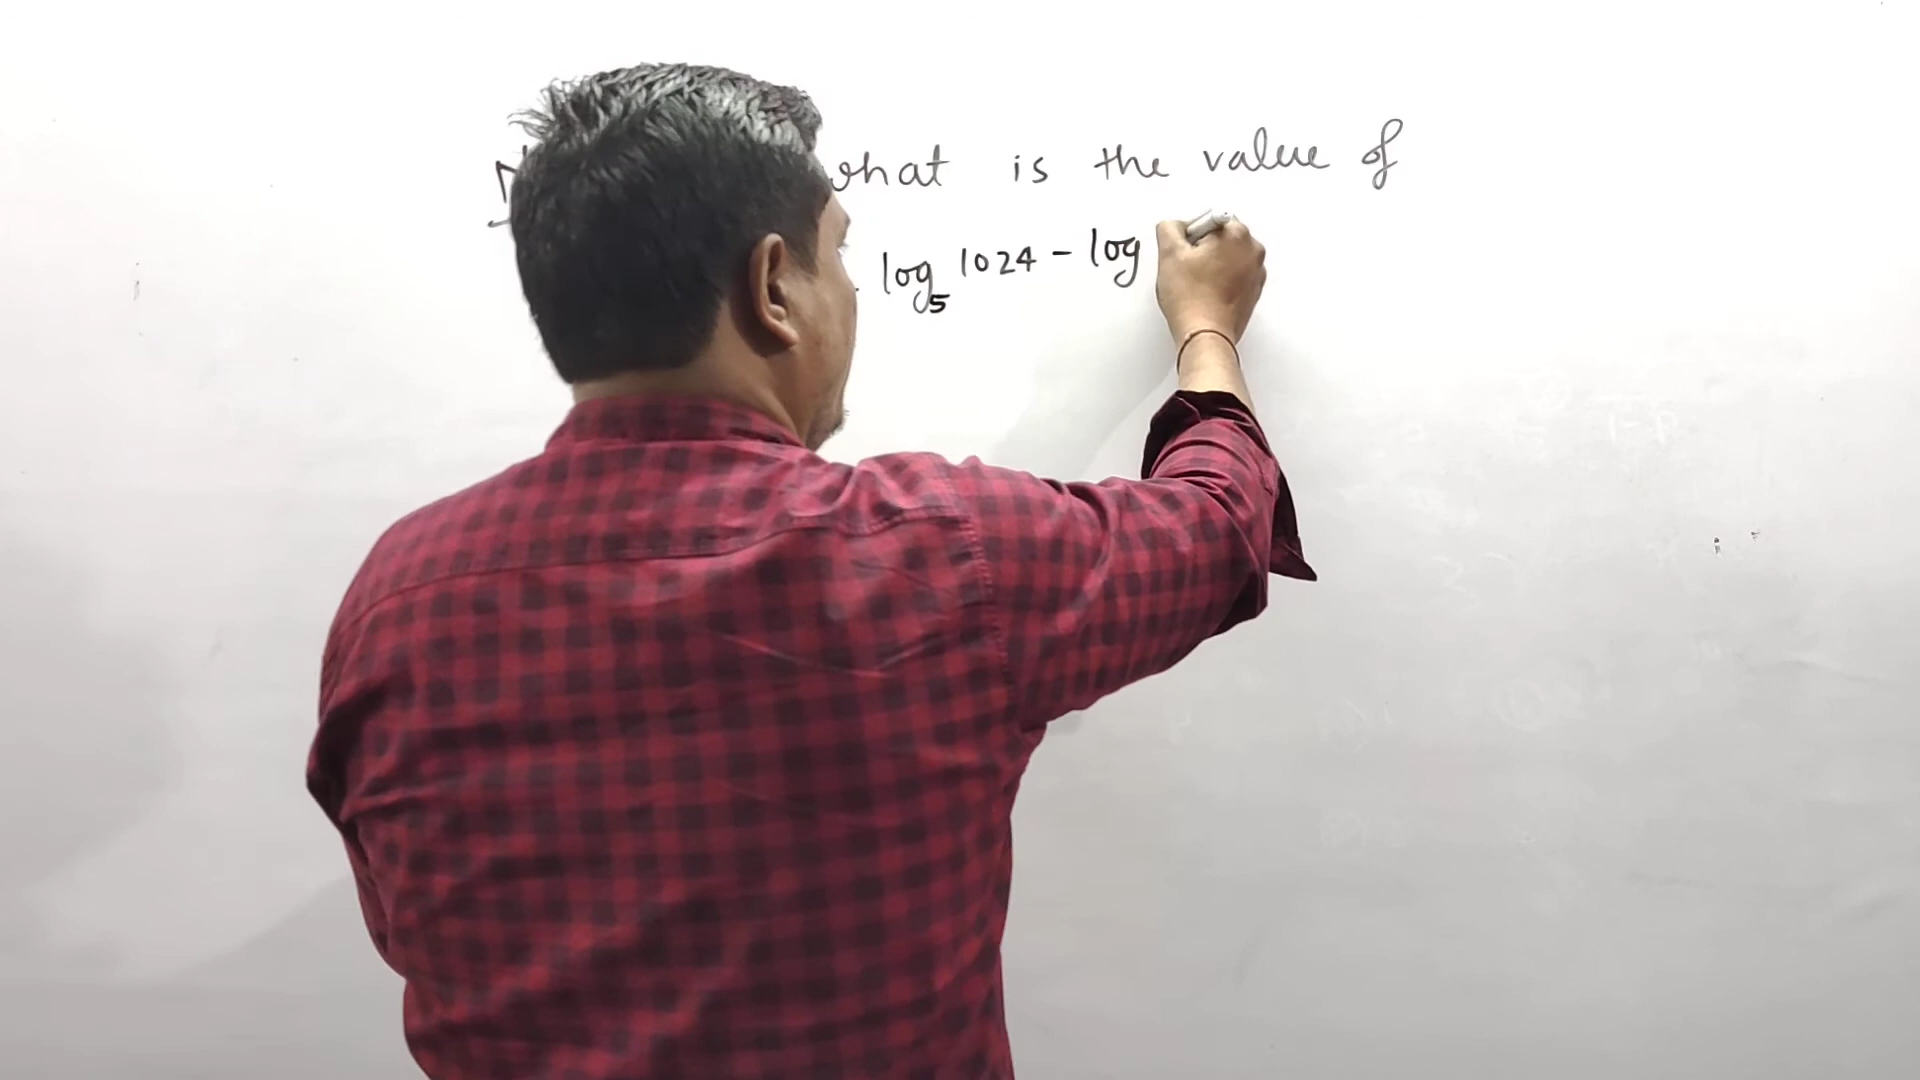 what is the value of
log₅ 1024 - log